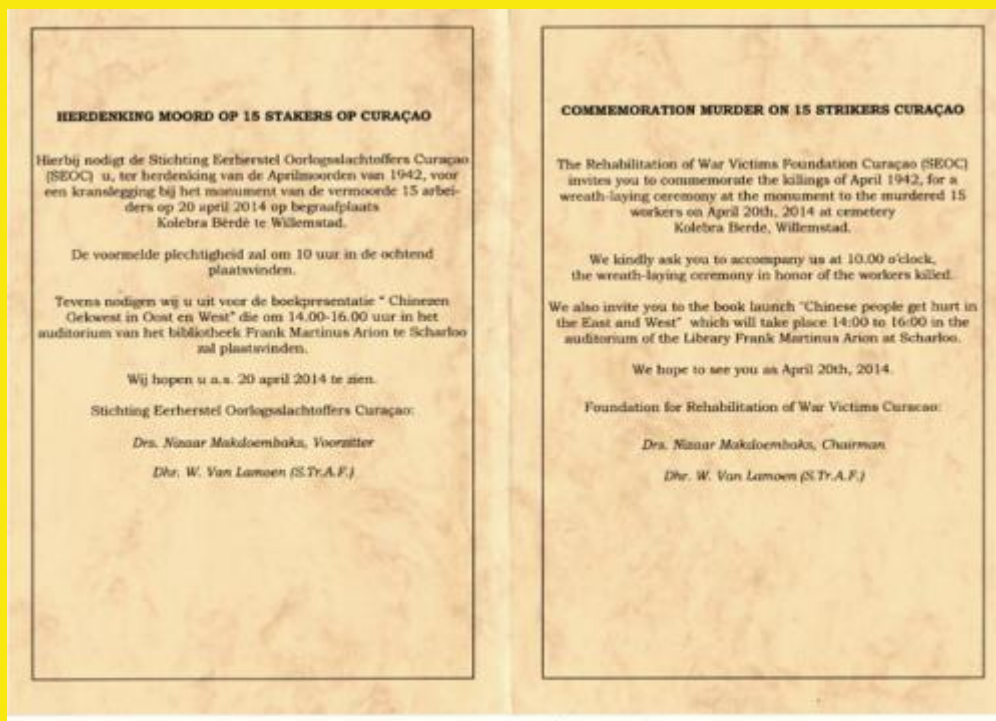 HERDENKING MOORD OP 15 STAKERS OP CURAÇAO
Hierbij nodigt de Stichting Eerherstel Oorlogsslachtoffers Curaçao
(SEOC) u, ter herdenking van de Aprilmoorden van 1942, voor
een kranslegging bij het monument van de vermoorde 15 arbei-
ders op 20 april 2014 op begraafplaats
Kolebra Bèrdè te Willemstad.
De voormelde plechtigheid zal om 10 uur in de ochtend
plaatsvinden.
Tevens nodigen wij u uit voor de boekpresentatie " Chinezen
Gekwest in Oost en West" die om 14.00-16.00 uur in het
auditorium van het bibliotheek Frank Martinus Arion te Scharloo
zal plaatsvinden.
Wij hopen u a.s. 20 april 2014 te zien.
Stichting Eerherstel Oorlogsslachtoffers Curaçao:
Drs. Nizaar Makdoembaks, Voorzitter
Dhr. W. Van Lamoen (S.Tr.A.F.)
COMMEMORATION MURDER ON 15 STRIKERS CURAÇAO
The Rehabilitation of War Victims Foundation Curaçao (SEOC)
invites you to commemorate the killings of April 1942, for a
wreath-laying ceremony at the monument to the murdered 15
workers on April 20th, 2014 at cemetery
Kolebra Berde, Willemstad.
We kindly ask you to accompany us at 10.00 o'clock,
the wreath-laying ceremony in honor of the workers killed.
We also invite you to the book launch "Chinese people get hurt in
the East and West" which will take place 14:00 to 16:00 in the
auditorium of the Library Frank Martinus Arion at Scharloo.
We hope to see you as April 20th, 2014.
Foundation for Rehabilitation of War Victims Curacao:
Drs. Nizaar Makdoembaks, Chairman
Dhr. W. Van Lamoen (S.Tr.A.F.)